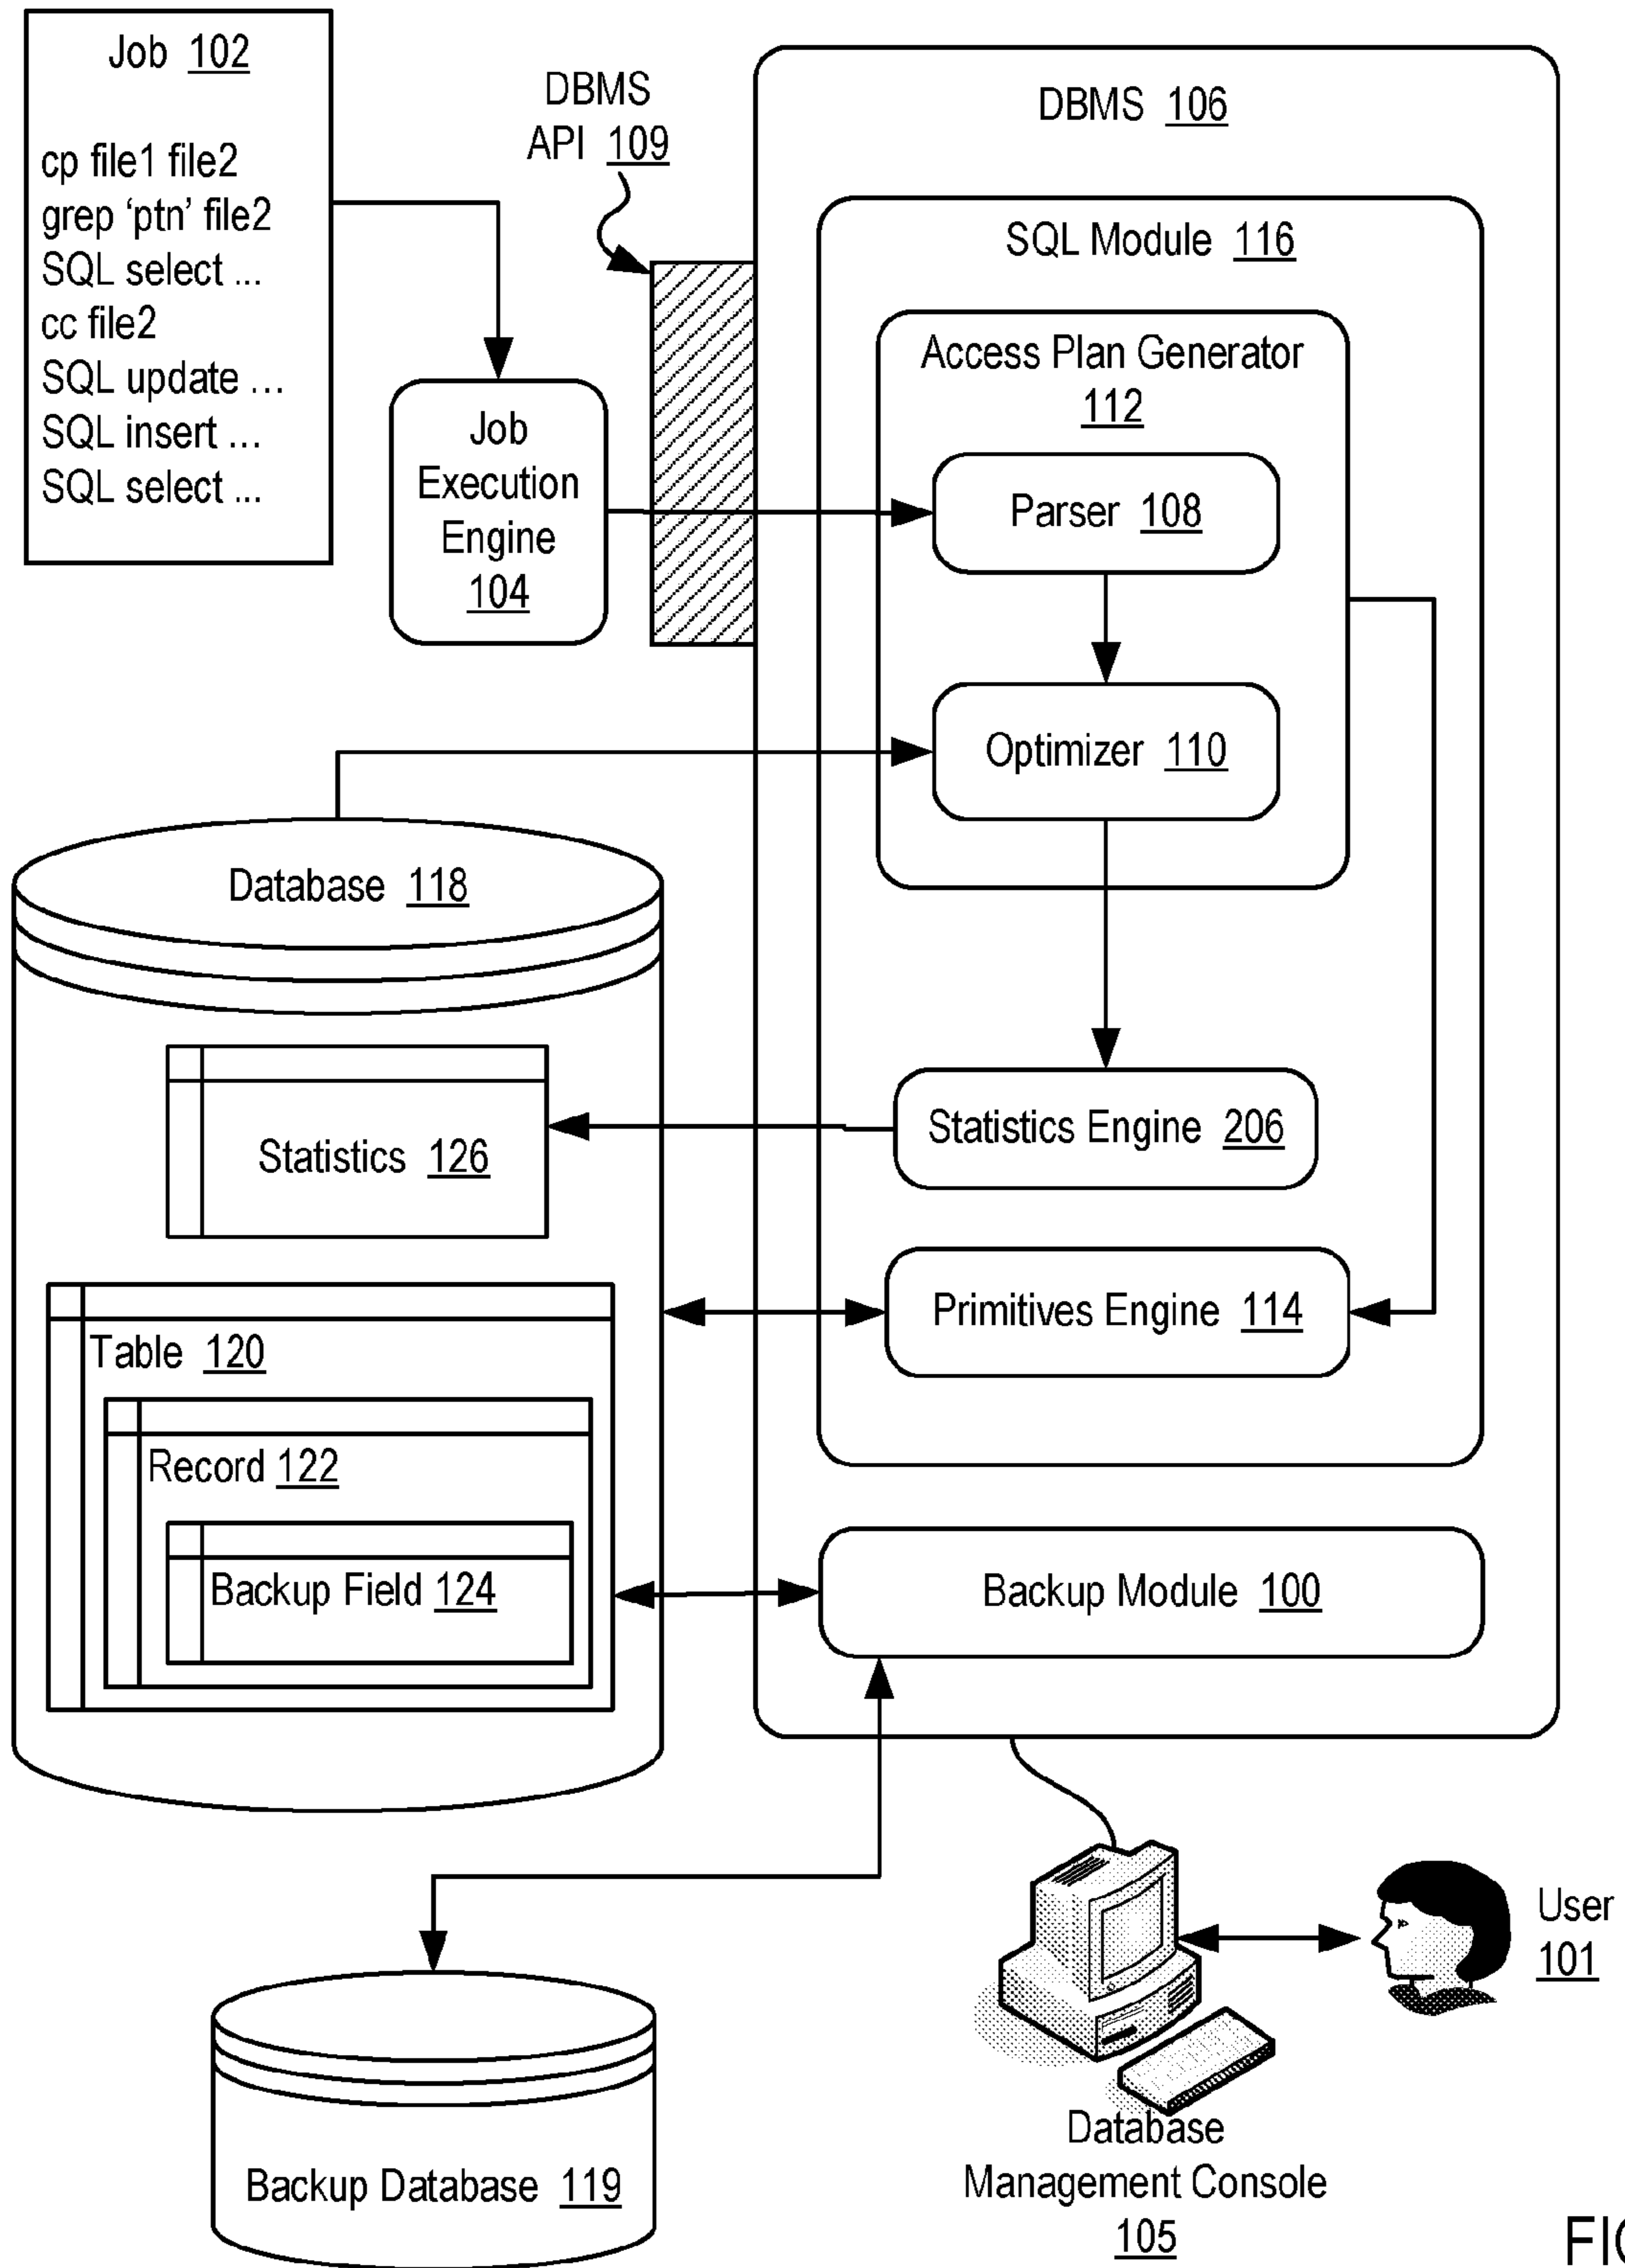 Job 102
cp file1 file2
grep ‘ptn’ file2
SQL select ...
cc file2
SQL update ...
SQL insert ...
SQL select ...
DBMS
API 109
DBMS 106
SQL Module 116
Access Plan Generator
112
Job
Execution
Engine
104
Parser 108
Optimizer 110
Database 118
Statistics 126
Statistics Engine 206
Primitives Engine 114
Table 120
Record 122
Backup Field 124
Backup Module 100
User
101
Database
Management Console
105
Backup Database 119
FIG